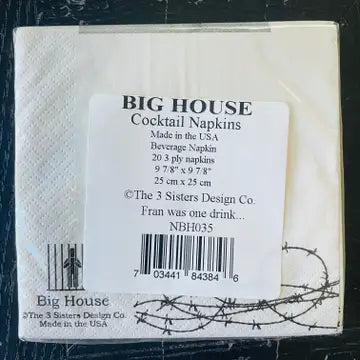 BIG HOUSE
Cocktail Napkins
Made in the USA
Beverage Napkin
20 3 ply napkins
9 7/8" x 9 7/8"
25 cm x 25 cm
©The 3 Sisters Design Co.
Fran was one drink...
NBH035
7 03441 84384 6
Big House
©The 3 Sisters Design Co.
Made in the USA